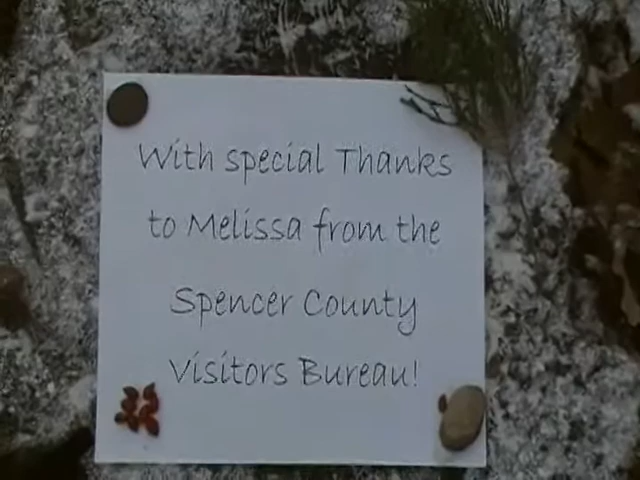 With special Thanks
to Melissa from the
Spencer County
Visitors Bureau!